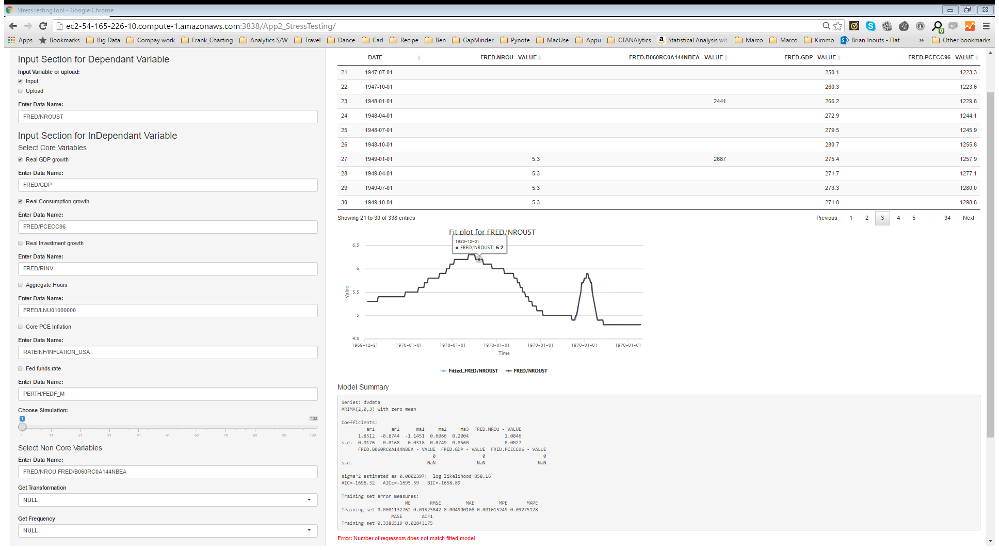 StressTestingTool - Google Chrome
ec2-54-165-226-10.compute-1.amazonaws.com:3838/App2_StressTesting/
Apps Bookmarks Big Data Compay work Frank_Charting Analytics S/W Travel Dance Carl Recipe Ben GapMinder Pynote MacUse Appu CTANAlytics Statistical Analysis wit Marco Marco Kimmo Brian Inouts - Flat » Other bookmarks
Input Section for Dependant Variable
Input Variable or upload:
Input
Upload
Enter Data Name:
FRED/NROUST
Input Section for InDependant Variable
Select Core Variables
Real GDP growth
Enter Data Name:
FRED/GDP
Real Consumption growth
Enter Data Name:
FRED/PCECC96
Real Investment growth
Enter Data Name:
FRED/RINV
Aggregate Hours
Enter Data Name:
FRED/LNU01000000
Core PCE Inflation
Enter Data Name:
RATEINF/INFLATION_USA
Fed funds rate
Enter Data Name:
PERTH/FEDF_M
Choose Simulation:
1 100
1 11 21 31 41 51 60 70 80 90 100
Select Non Core Variables
Enter Data Name:
FRED/NROU,FRED/B060RC0A144NBEA
Get Transformation
NULL
Get Frequency
NULL
DATE FRED.NROU - VALUE FRED.B060RC0A144NBEA - VALUE FRED.GDP - VALUE FRED.PCECC96 - VALUE
21 1947-07-01 250.1 1223.3
22 1947-10-01 260.3 1223.6
23 1948-01-01 2441 266.2 1229.8
24 1948-04-01 272.9 1244.1
25 1948-07-01 279.5 1245.9
26 1948-10-01 280.7 1255.8
27 1949-01-01 5.3 2687 275.4 1257.9
28 1949-04-01 5.3 271.7 1277.1
29 1949-07-01 5.3 273.3 1280.0
30 1949-10-01 5.3 271.0 1298.8
Showing 21 to 30 of 338 entries Previous 1 2 3 4 5 … 34 Next
Fit plot for FRED/NROUST
1980-10-01
● FRED/NROUST: 6.2
6.5
6
5.5
5
4.5
Value
1969-12-31 1970-01-01 1970-01-01 1970-01-01 1970-01-01 1970-01-01 1970-01-01
Time
Fitted_FRED/NROUST FRED/NROUST
Model Summary
Series: dvdata
ARIMA(2,0,3) with zero mean
Coefficients:
ar1 ar2 ma1 ma2 ma3 FRED.NROU - VALUE
1.8512 -0.8744 -1.1451 0.6066 0.2004 1.0046
s.e. 0.0176 0.0168 0.0518 0.0749 0.0560 0.0027
FRED.B060RC0A144NBEA - VALUE FRED.GDP - VALUE FRED.PCECC96 - VALUE
0 0 0
s.e. NaN NaN NaN
sigma^2 estimated as 0.0002397: log likelihood=858.16
AIC=-1696.32 AICc=-1695.59 BIC=-1658.89
Training set error measures:
ME RMSE MAE MPE MAPE
Training set 0.0001132762 0.01525842 0.004900108 0.001015249 0.09275128
MASE ACF1
Training set 0.3386519 0.02843175
Error: Number of regressors does not match fitted model